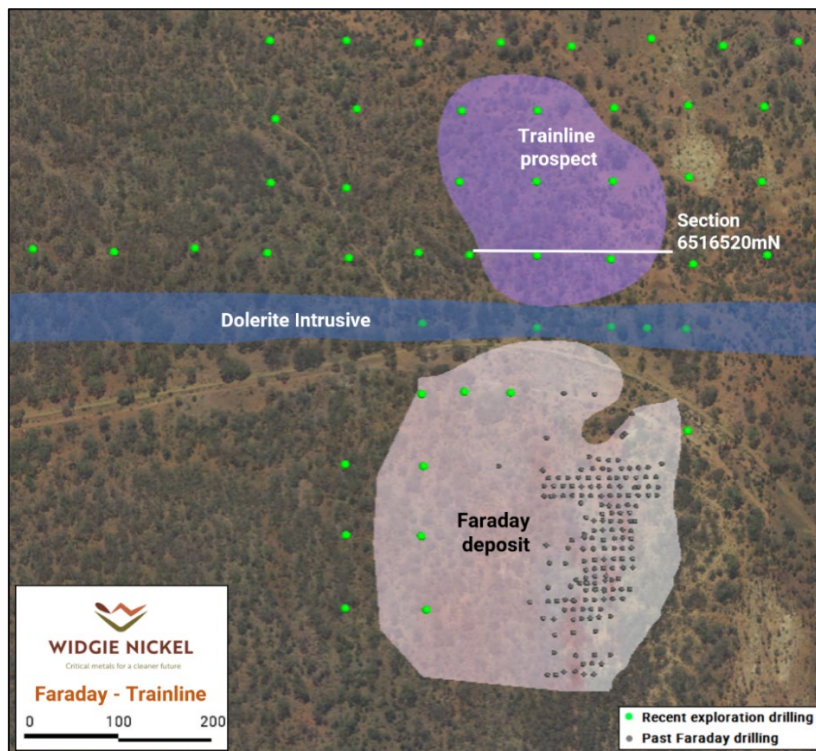 Trainline
prospect
Section
6516520mN
Dolerite Intrusive
Faraday
deposit
WIDGIE NICKEL
Critical metals for a cleaner future
Faraday - Trainline
0 100 200
Recent exploration drilling
Past Faraday drilling